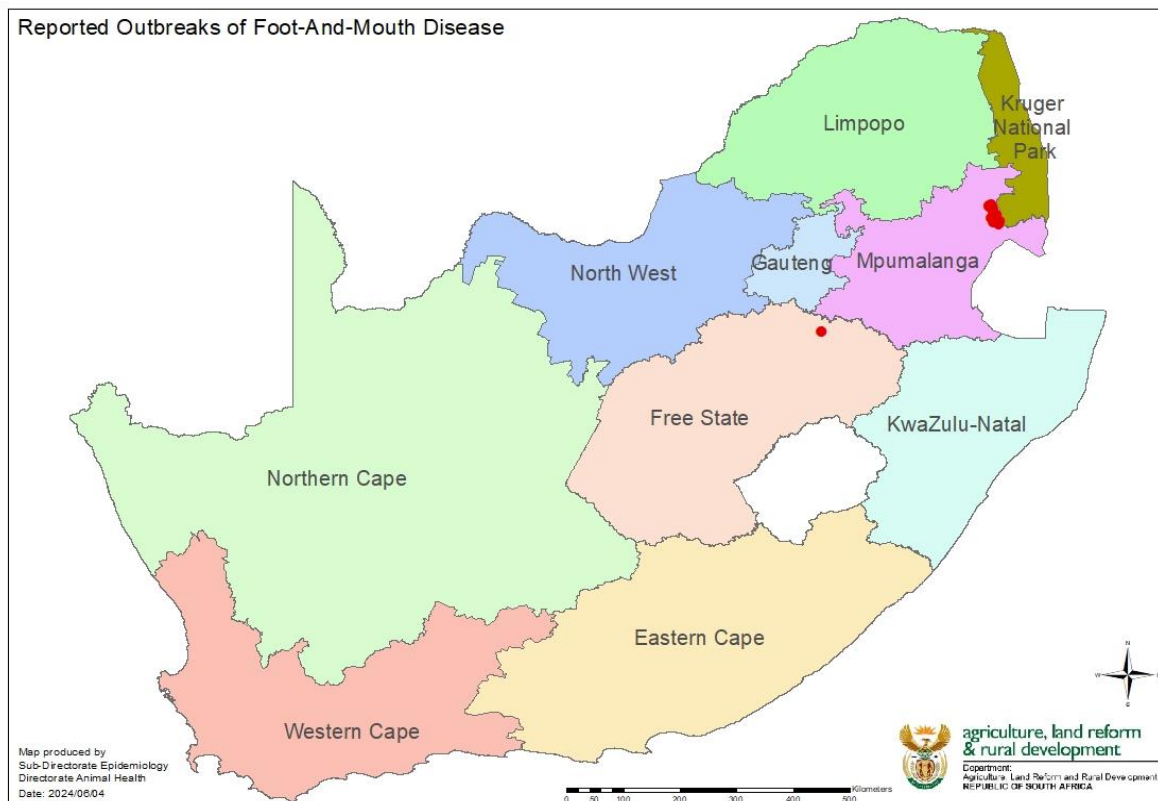 Reported Outbreaks of Foot-And-Mouth Disease
Limpopo
Kruger
National
Park
North West
Gauteng
Mpumalanga
Free State
KwaZulu-Natal
Northern Cape
Eastern Cape
Western Cape
N
W
S
Map produced by
Sub-Directorate Epidemiology
Directorate Animal Health
Date: 2024/06/04
Kilometers
0 50 100 200 300 400 500
agriculture, land reform
& rural development
Department:
Agriculture, Land Reform and Rural Development
REPUBLIC OF SOUTH AFRICA